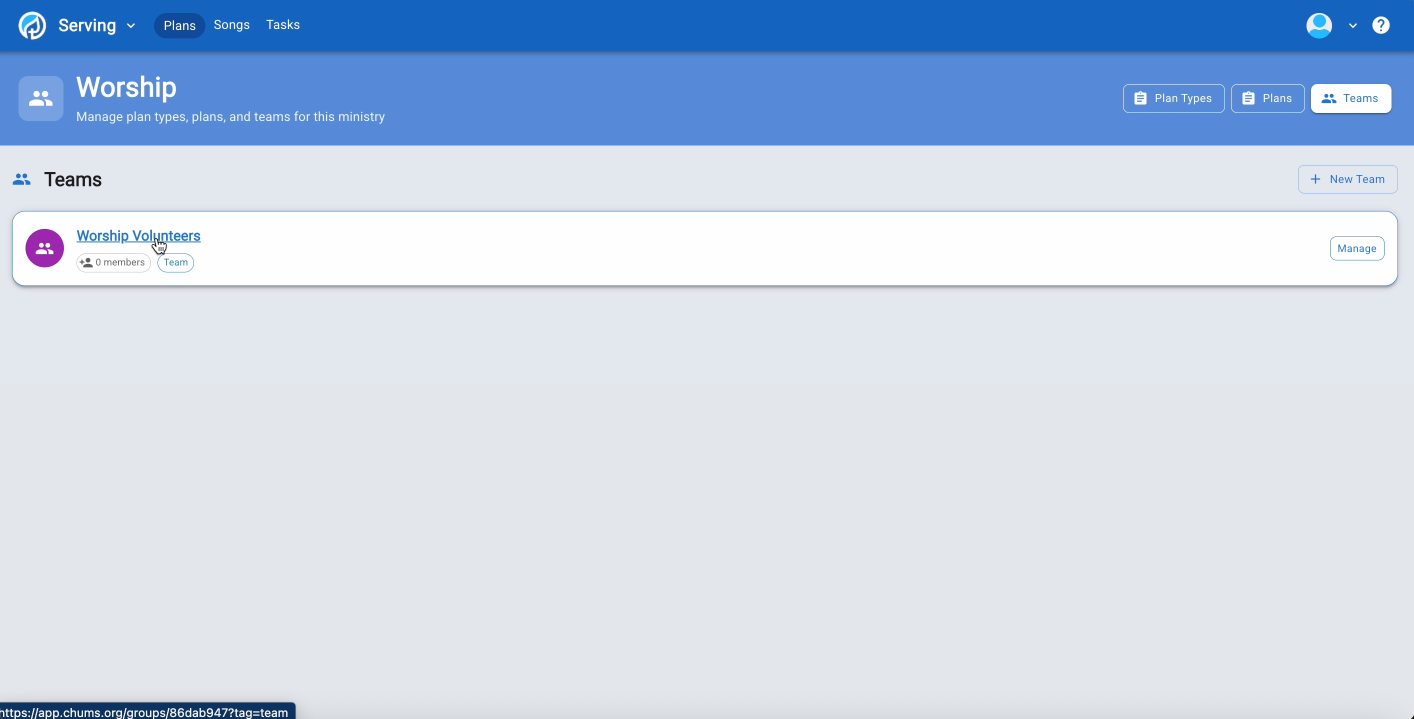 Serving Plans Songs Tasks
Worship
Manage plan types, plans, and teams for this ministry
Plan Types Plans Teams
Teams
+ New Team
Worship Volunteers
0 members Team
Manage
https://app.chums.org/groups/86dab947?tag=team